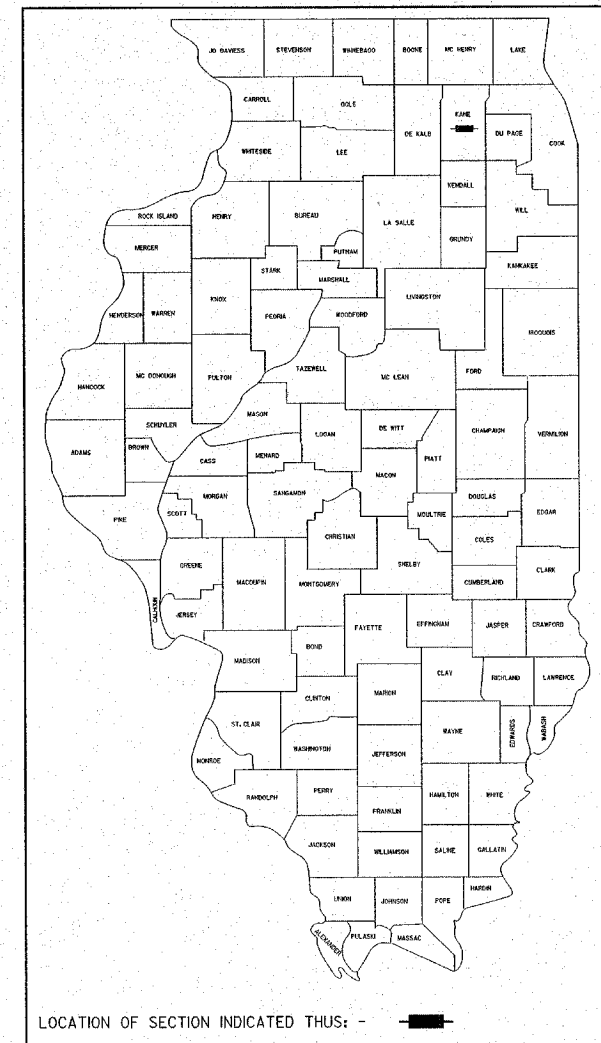 JO DAVIESS STEPHENSON WINNEBAGO BOONE MC HENRY LAKE
CARROLL OGLE KANE
DE KALB DU PAGE COOK
WHITESIDE LEE
KENDALL
ROCK ISLAND HENRY BUREAU LA SALLE WILL
MERCER PUTNAM GRUNDY
STARK KANKAKEE
MARSHALL
HENDERSON WARREN KNOX PEORIA WOODFORD LIVINGSTON IROQUOIS
HANCOCK MC DONOUGH FULTON TAZEWELL MC LEAN FORD
MASON
SCHUYLER LOGAN DE WITT CHAMPAIGN VERMILION
ADAMS BROWN CASS MENARD PIATT
MACON
MORGAN SANGAMON DOUGLAS
PIKE SCOTT MOULTRIE EDGAR
CHRISTIAN COLES
GREENE SHELBY
MACOUPIN MONTGOMERY CUMBERLAND CLARK
CALHOUN JERSEY
FAYETTE EFFINGHAM JASPER CRAWFORD
MADISON BOND
CLAY RICHLAND LAWRENCE
CLINTON MARION
ST. CLAIR WAYNE EDWARDS WABASH
WASHINGTON JEFFERSON
MONROE
RANDOLPH PERRY HAMILTON WHITE
FRANKLIN
JACKSON WILLIAMSON SALINE GALLATIN
HARDIN
UNION JOHNSON POPE
ALEXANDER PULASKI MASSAC
LOCATION OF SECTION INDICATED THUS: -